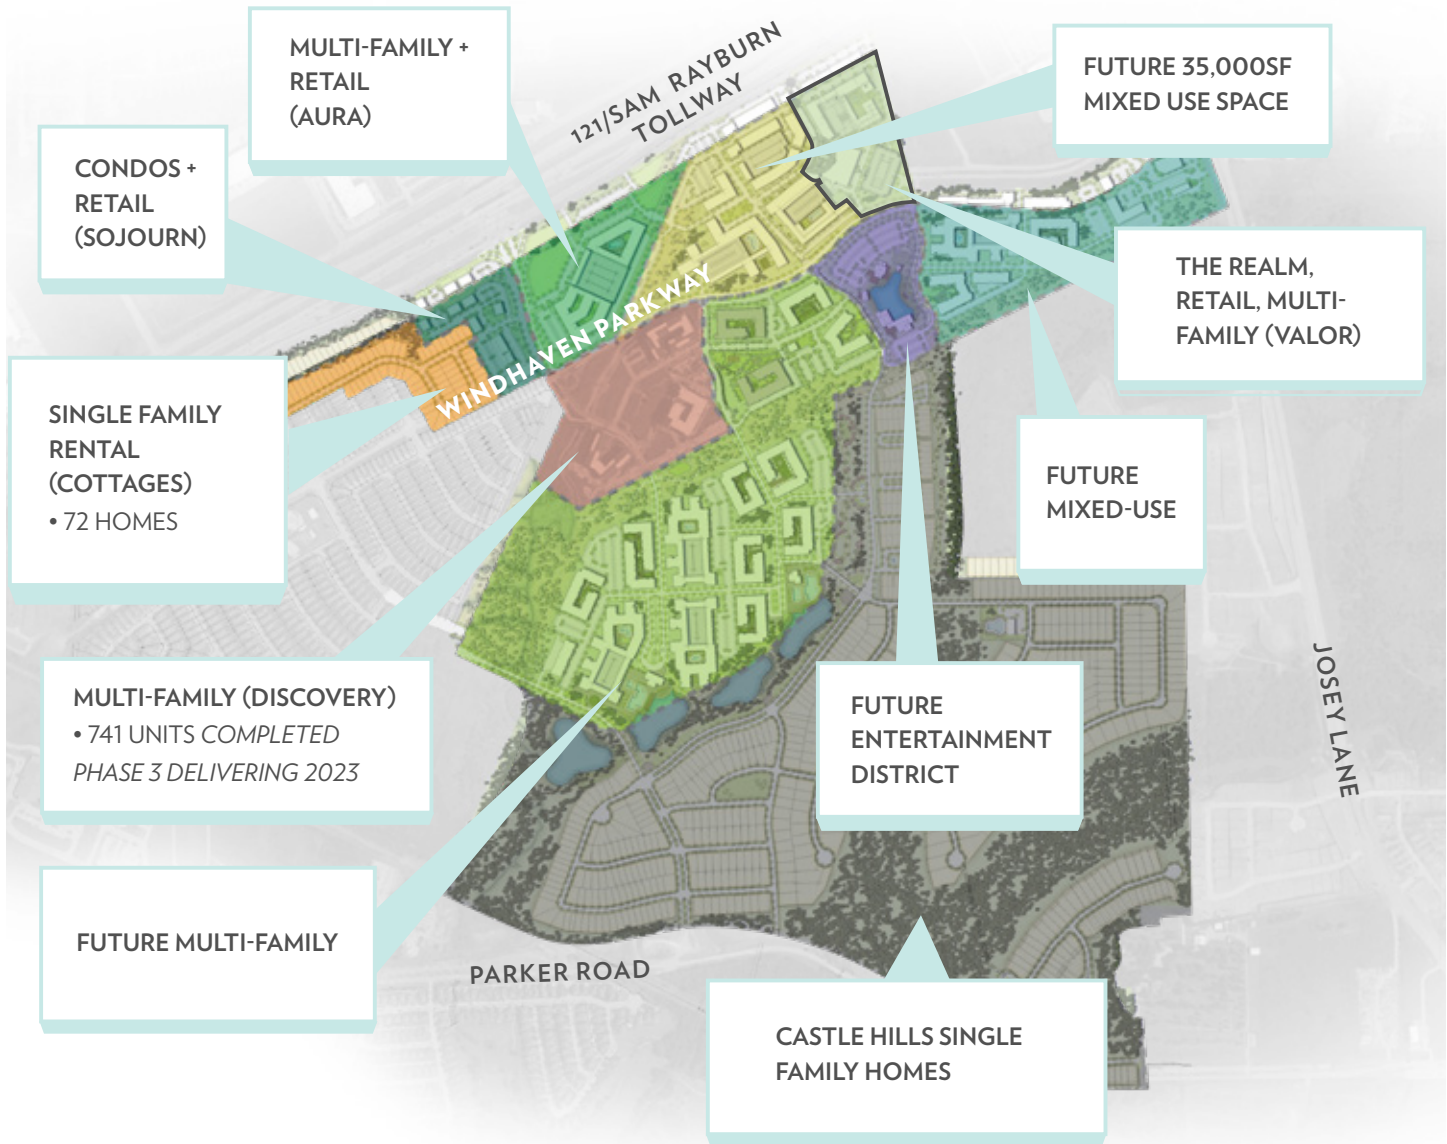 MULTI-FAMILY +
RETAIL
(AURA)
121/SAM RAYBURN
TOLLWAY
FUTURE 35,000SF
MIXED USE SPACE
CONDOS +
RETAIL
(SOJOURN)
THE REALM,
RETAIL, MULTI-
FAMILY (VALOR)
WINDHAVEN PARKWAY
SINGLE FAMILY
RENTAL
(COTTAGES)
• 72 HOMES
FUTURE
MIXED-USE
MULTI-FAMILY (DISCOVERY)
• 741 UNITS COMPLETED
PHASE 3 DELIVERING 2023
FUTURE
ENTERTAINMENT
DISTRICT
JOSEY LANE
FUTURE MULTI-FAMILY
PARKER ROAD
CASTLE HILLS SINGLE
FAMILY HOMES